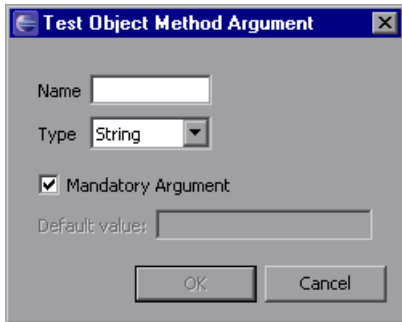 Test Object Method Argument
Name
Type String
Mandatory Argument
Default value:
OK Cancel